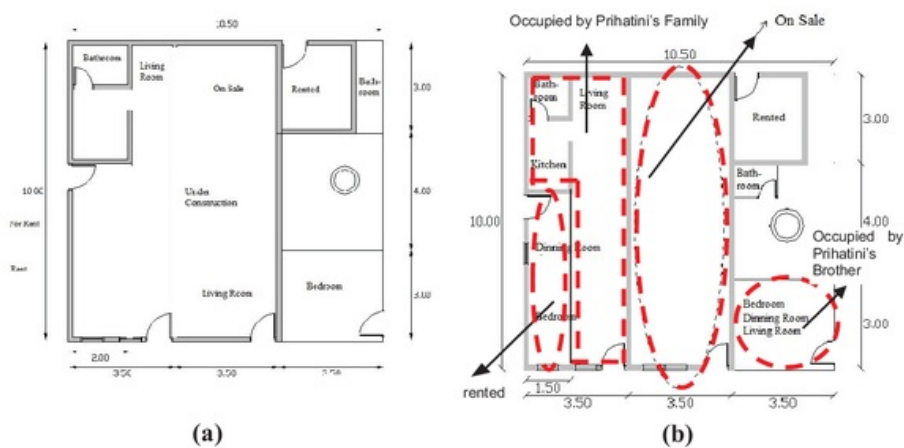 10.50
Bathroom
Living
Room
On Sale
Rented
3.00
10.00
For Rent
Under
Construction
4.00
Living Room
Bedroom
3.00
2.00
3.50
3.50
(a)
Occupied by Prihatini's Family
On Sale
10.50
Bath-
room
Living
Room
Rented
3.00
Kitchen
Bath-
room
10.00
4.00
Occupied by
Prihatini's
Brother
Dinning Room
Bedroom
Bedroom
Dinning Room
Living Room
3.00
rented
1.50
3.50
3.50
3.50
(b)